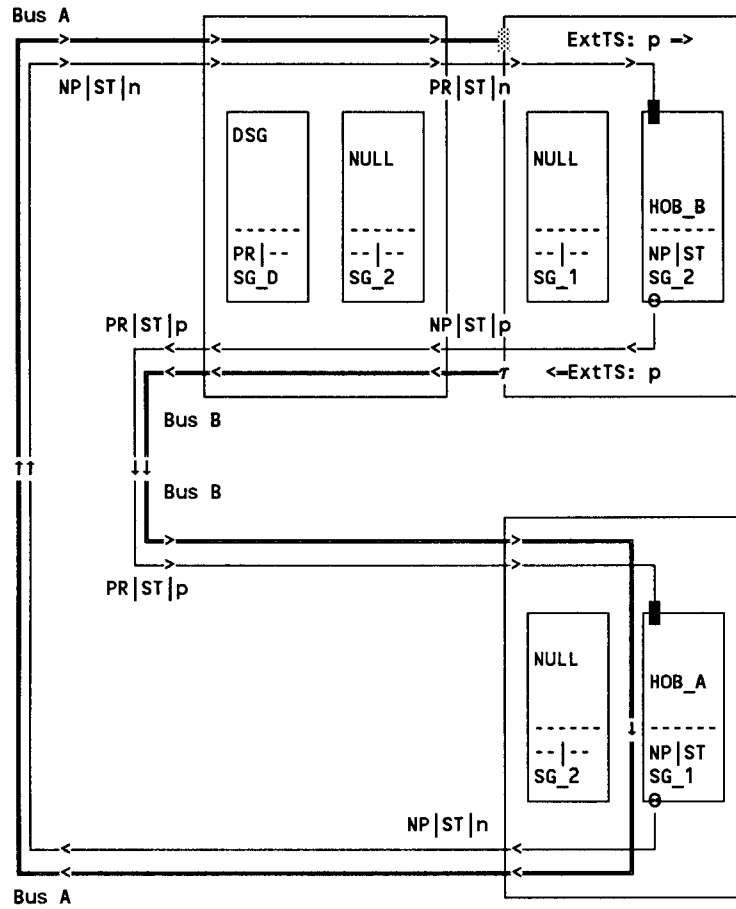 Bus A
ExtTS: p =>
NP|ST|n
PR|ST|n
DSG
NULL
NULL
HOB_B
PR|--
--|--
--|--
NP|ST
SG_D
SG_2
SG_1
SG_2
PR|ST|p
NP|ST|p
<=ExtTS: p
Bus B
Bus B
PR|ST|p
NULL
HOB_A
--|--
NP|ST
SG_2
SG_1
NP|ST|n
Bus A